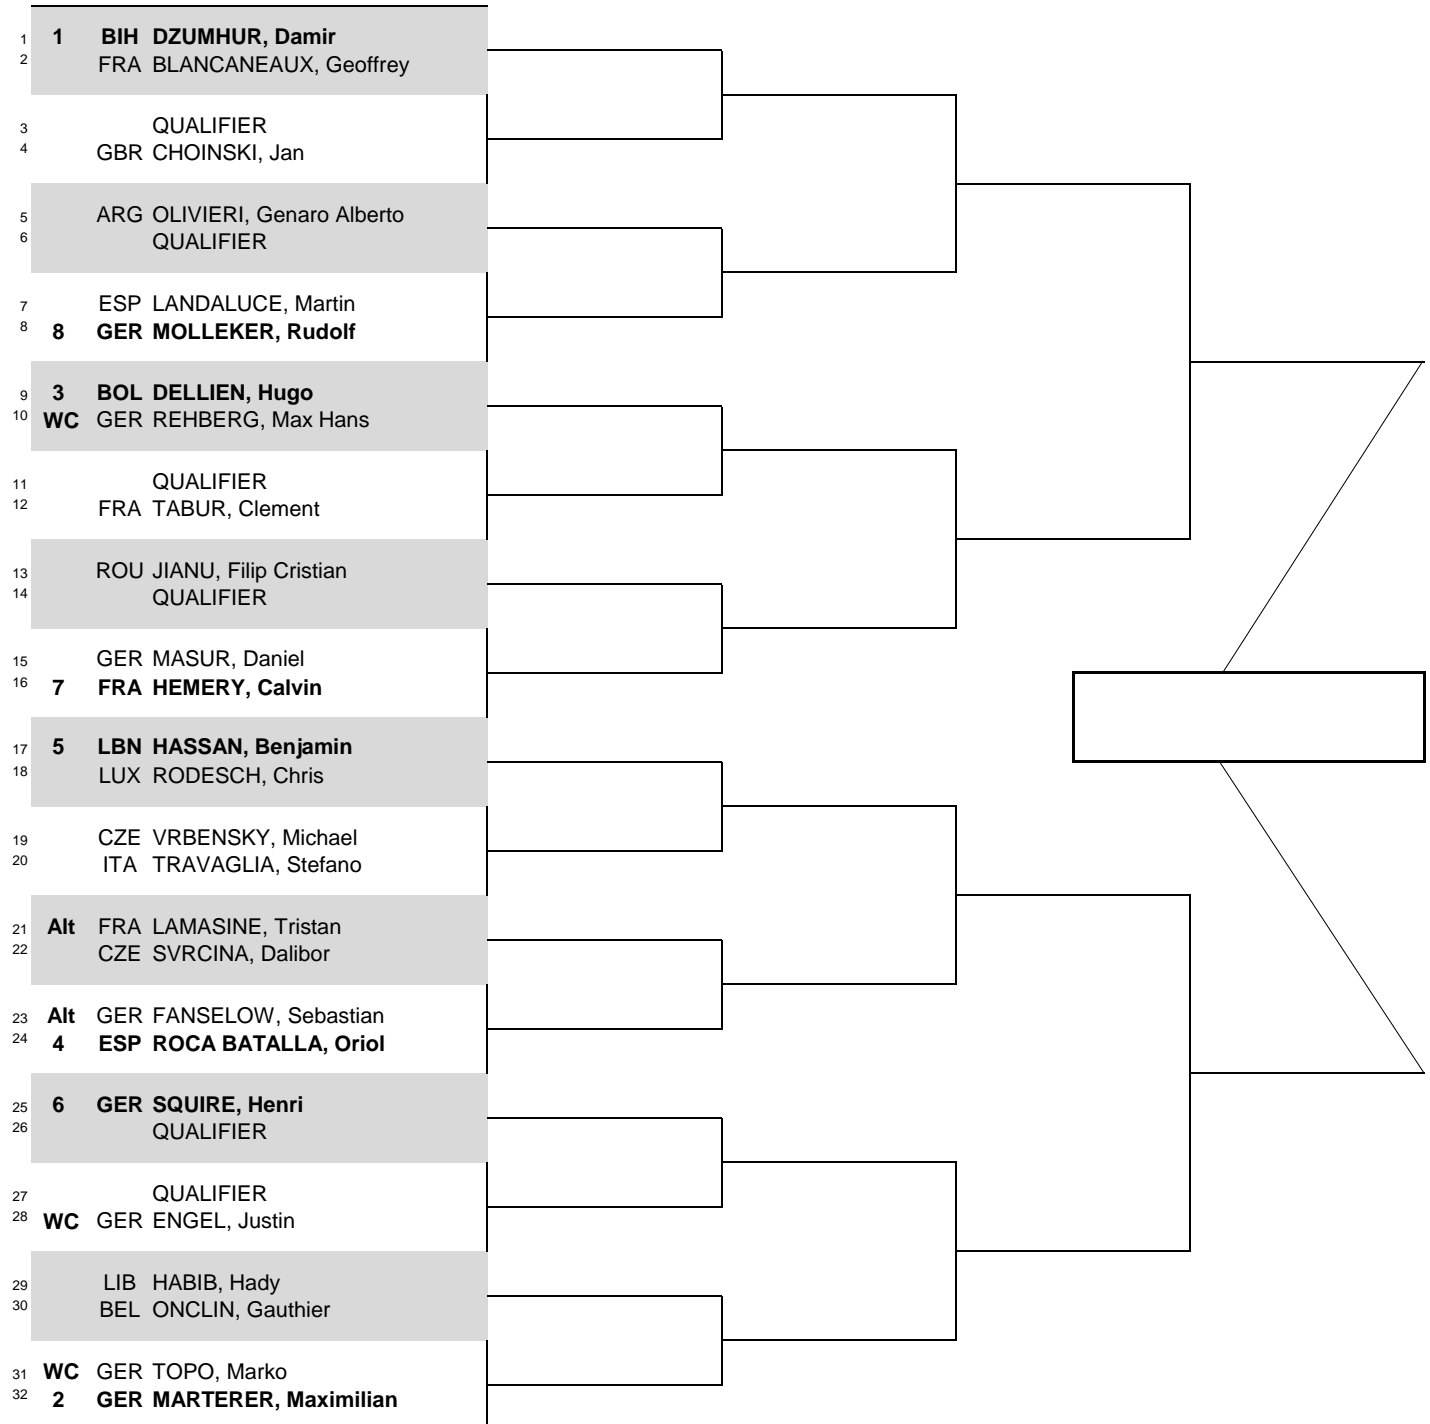 1 1 BIH DZUMHUR, Damir
2 FRA BLANCANEAUX, Geoffrey
3 QUALIFIER
4 GBR CHOINSKI, Jan
5 ARG OLIVIERI, Genaro Alberto
6 QUALIFIER
7 ESP LANDALUCE, Martin
8 8 GER MOLLEKER, Rudolf
9 3 BOL DELLIEN, Hugo
10 WC GER REHBERG, Max Hans
11 QUALIFIER
12 FRA TABUR, Clement
13 ROU JIANU, Filip Cristian
14 QUALIFIER
15 GER MASUR, Daniel
16 7 FRA HEMERY, Calvin
17 5 LBN HASSAN, Benjamin
18 LUX RODESCH, Chris
19 CZE VRBENSKY, Michael
20 ITA TRAVAGLIA, Stefano
21 Alt FRA LAMASINE, Tristan
22 CZE SVRCINA, Dalibor
23 Alt GER FANSELOW, Sebastian
24 4 ESP ROCA BATALLA, Oriol
25 6 GER SQUIRE, Henri
26 QUALIFIER
27 QUALIFIER
28 WC GER ENGEL, Justin
29 LIB HABIB, Hady
30 BEL ONCLIN, Gauthier
31 WC GER TOPO, Marko
32 2 GER MARTERER, Maximilian